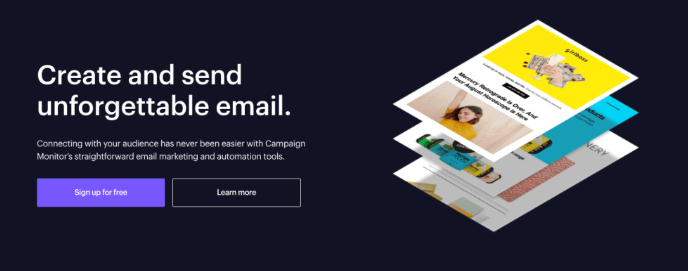 Create and send
unforgettable email.
Connecting with your audience has never been easier with Campaign
Monitor's straightforward email marketing and automation tools.
Sign up for free
Learn more
girlboss
Mercury Retrograde Is Over, And
Your August Horoscope Is Here